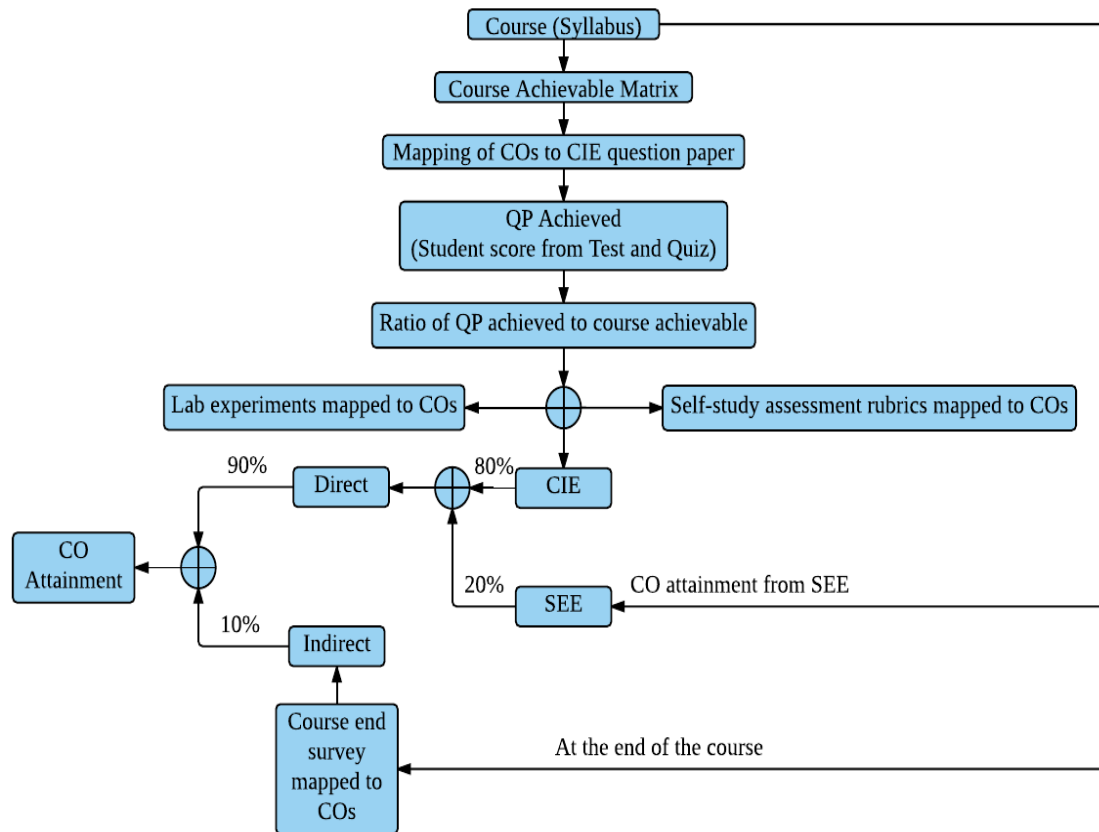 Course (Syllabus)
Course Achievable Matrix
Mapping of COs to CIE question paper
QP Achieved
(Student score from Test and Quiz)
Ratio of QP achieved to course achievable
Lab experiments mapped to COs
Self-study assessment rubrics mapped to COs
90%
Direct
80%
CIE
CO
Attainment
20%
SEE
CO attainment from SEE
10%
Indirect
Course end
survey
mapped to
COs
At the end of the course